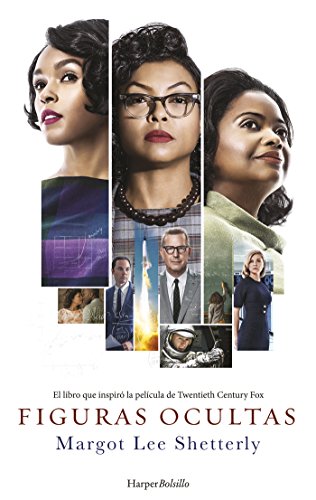 El libro que inspiró la película de Twentieth Century Fox
FIGURAS OCULTAS
Margot Lee Shetterly
HarperBolsillo